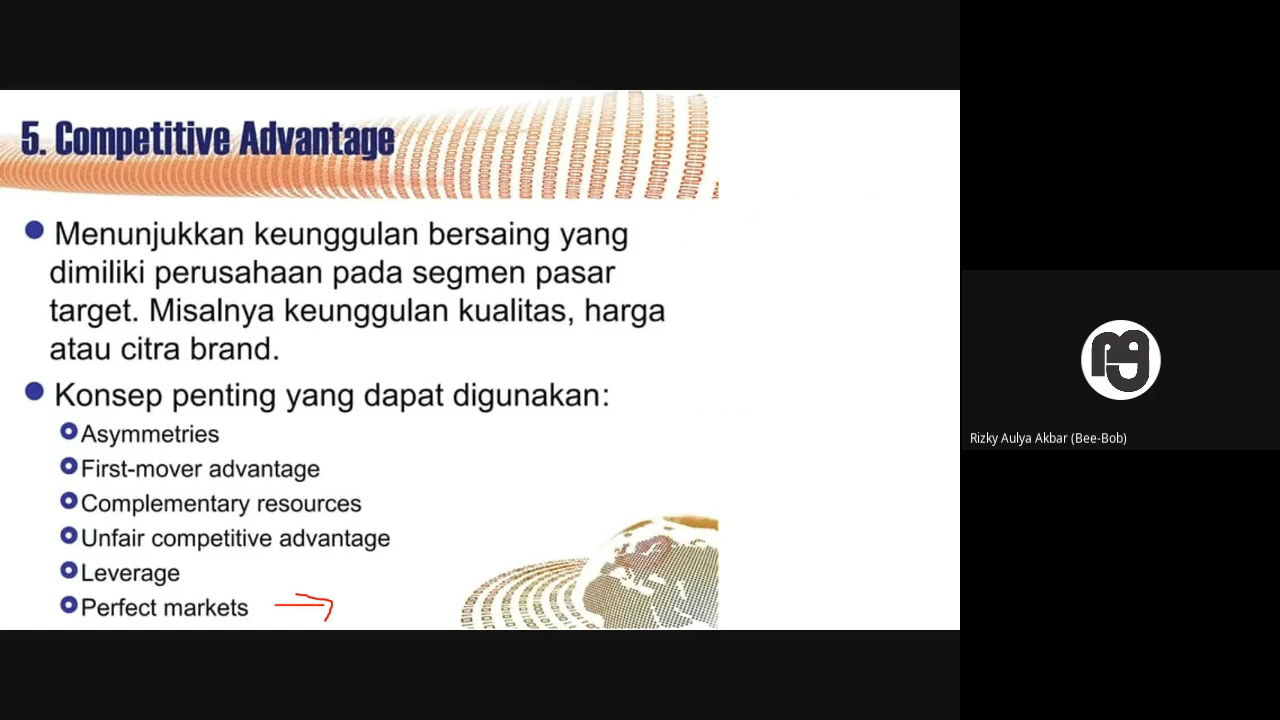 5. Competitive Advantage
Menunjukkan keunggulan bersaing yang
dimiliki perusahaan pada segmen pasar
target. Misalnya keunggulan kualitas, harga
atau citra brand.
Konsep penting yang dapat digunakan:
Asymmetries
First-mover advantage
Complementary resources
Unfair competitive advantage
Leverage
Perfect markets
Rizky Aulya Akbar (Bee-Bob)